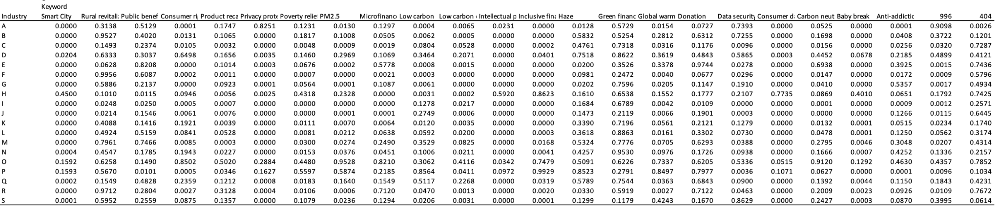 Keyword
Industry Smart City Rural revitali: Public benef Consumer ri Product reca Privacy prote Poverty relie PM2.5 Microfinanc Low carbon Low carbon Intellectual p Inclusive fin Haze Green financ Global warm Donation Data security Consumer d Carbon neut Baby break Anti-addictic 996 404
A 0.0000 0.3138 0.5129 0.0001 0.1747 0.8251 0.1231 0.0130 0.1297 0.0004 0.0065 0.0231 0.0000 0.0128 0.5729 0.0154 0.0727 0.7393 0.0000 0.0525 0.0000 0.0001 0.9098 0.0026
B 0.0000 0.9527 0.4020 0.0131 0.1065 0.0000 0.1817 0.1008 0.0505 0.0062 0.0005 0.0000 0.0000 0.5832 0.5254 0.2812 0.6312 0.7255 0.0000 0.1698 0.0000 0.0408 0.3722 0.1201
C 0.0000 0.1493 0.2374 0.0105 0.0032 0.0000 0.0048 0.0009 0.0019 0.0804 0.0528 0.0000 0.0002 0.4761 0.7318 0.0316 0.1176 0.0096 0.0000 0.0156 0.0000 0.0256 0.0320 0.7287
D 0.0204 0.6333 0.3037 0.6498 0.1656 0.0035 0.1460 0.2969 0.1069 0.3464 0.2071 0.0000 0.0401 0.7518 0.8622 0.3619 0.4843 0.5865 0.0003 0.4452 0.0678 0.2185 0.4899 0.4121
E 0.0000 0.0628 0.8208 0.0000 0.1014 0.0003 0.0676 0.0002 0.5778 0.0008 0.0015 0.0000 0.0000 0.0200 0.3526 0.3378 0.9744 0.0278 0.0000 0.6938 0.0000 0.3925 0.0015 0.7436
F 0.0000 0.9956 0.6087 0.0002 0.0011 0.0000 0.0007 0.0000 0.0021 0.0003 0.0000 0.0000 0.0000 0.0981 0.2472 0.0040 0.0677 0.0296 0.0000 0.0147 0.0000 0.0172 0.0009 0.5796
G 0.0000 0.5886 0.2137 0.0000 0.0923 0.0001 0.0564 0.0001 0.1087 0.0061 0.0000 0.0000 0.0000 0.0202 0.7596 0.0205 0.1147 0.1910 0.0000 0.0410 0.0000 0.5357 0.0017 0.4934
H 0.4500 0.1010 0.0115 0.0946 0.0056 0.0025 0.4318 0.2328 0.0000 0.0031 0.0002 0.5920 0.8623 0.1610 0.6538 0.1552 0.1777 0.2107 0.7735 0.0869 0.4010 0.0651 0.1792 0.7425
I 0.0000 0.0248 0.0250 0.0005 0.0007 0.0000 0.0000 0.0000 0.0000 0.1278 0.0217 0.0000 0.0000 0.1684 0.6789 0.0042 0.0109 0.0000 0.0000 0.0001 0.0000 0.0009 0.0012 0.2571
J 0.0000 0.0214 0.1546 0.0061 0.0076 0.0000 0.0000 0.0001 0.0001 0.2749 0.0006 0.0000 0.0000 0.1473 0.2119 0.0066 0.1901 0.0003 0.0000 0.0000 0.0000 0.1266 0.0115 0.6445
K 0.0000 0.4088 0.1416 0.1921 0.0039 0.0000 0.0111 0.0070 0.0064 0.0120 0.0035 0.0000 0.0000 0.3390 0.7196 0.0561 0.2121 0.1279 0.0000 0.0132 0.0001 0.0515 0.0234 0.1740
L 0.0000 0.4924 0.5159 0.0841 0.0528 0.0000 0.0081 0.0212 0.0638 0.0592 0.0200 0.0000 0.0003 0.3618 0.8863 0.0161 0.3302 0.0730 0.0000 0.0478 0.0001 0.1250 0.0562 0.3174
M 0.0000 0.7961 0.7466 0.0085 0.0003 0.0000 0.0300 0.0274 0.2490 0.3529 0.0825 0.0000 0.0168 0.5324 0.7776 0.0705 0.6293 0.0388 0.0000 0.2795 0.0046 0.3048 0.0207 0.4314
N 0.0004 0.4547 0.1785 0.1943 0.0227 0.0000 0.0153 0.0376 0.0451 0.1006 0.0211 0.0000 0.0041 0.4257 0.9530 0.0976 0.1726 0.0938 0.0000 0.1666 0.0007 0.4252 0.1336 0.2157
O 0.1592 0.6258 0.1490 0.8502 0.5020 0.2884 0.4480 0.9528 0.8210 0.3062 0.4116 0.0342 0.7479 0.5091 0.6226 0.7337 0.6205 0.5336 0.0515 0.9120 0.1292 0.4630 0.4357 0.7852
P 0.1593 0.5670 0.0101 0.0005 0.0346 0.1627 0.5597 0.5874 0.2185 0.8564 0.0411 0.0972 0.9929 0.8523 0.2791 0.8497 0.7977 0.0036 0.1071 0.0627 0.0000 0.0001 0.0096 0.1034
Q 0.0002 0.1549 0.4828 0.2359 0.1212 0.0008 0.0183 0.1640 0.1549 0.5117 0.2268 0.0000 0.0319 0.5789 0.7544 0.0363 0.6843 0.0900 0.0000 0.1392 0.0044 0.1150 0.1843 0.4231
R 0.0000 0.9712 0.2804 0.0027 0.3128 0.0004 0.0106 0.0006 0.7120 0.0470 0.0013 0.0000 0.0020 0.0330 0.5919 0.0027 0.7122 0.0463 0.0000 0.2009 0.0023 0.0926 0.0109 0.7672
S 0.0001 0.5952 0.2559 0.0875 0.1357 0.0000 0.1079 0.0236 0.1294 0.0206 0.0031 0.0000 0.0001 0.1299 0.1179 0.4243 0.1670 0.8629 0.0000 0.2427 0.0003 0.0870 0.3995 0.0614